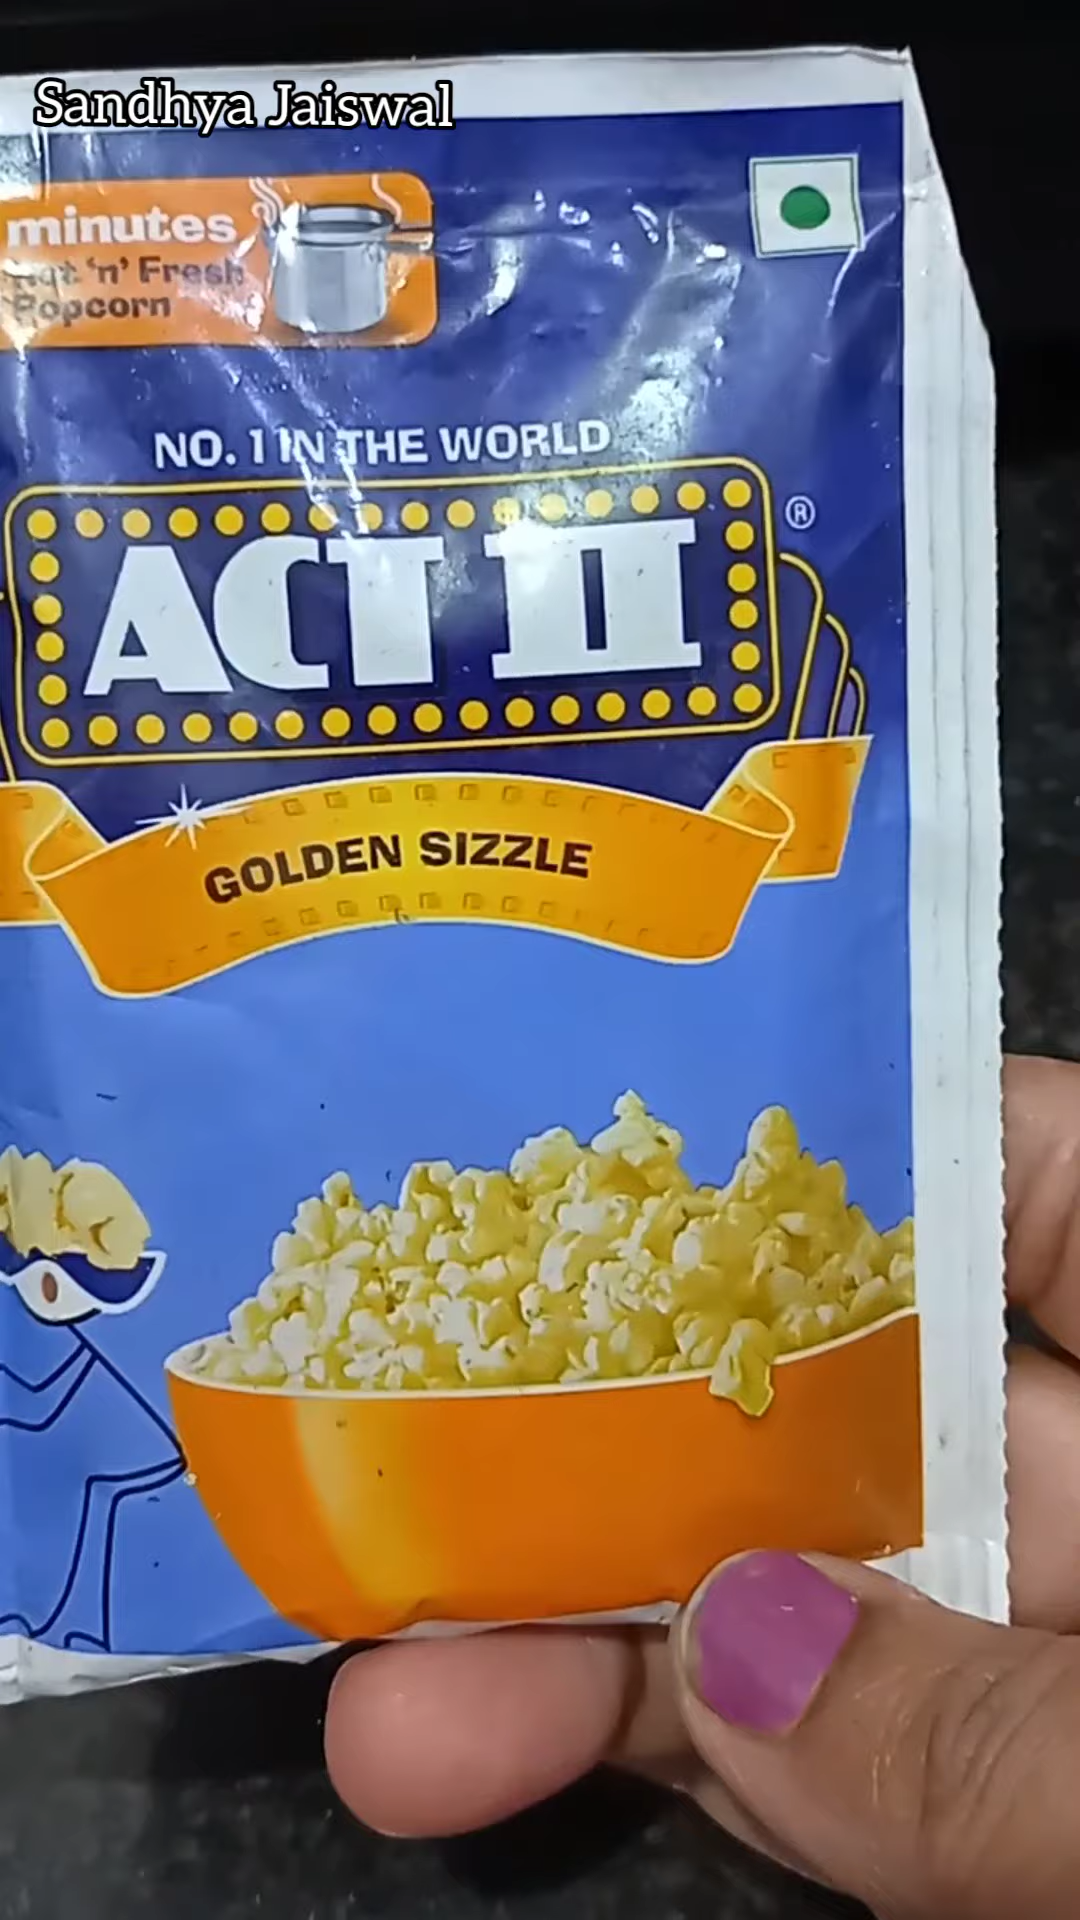 Sandhya Jaiswal
minutes
Hot 'n' Fresh
Popcorn
NO. 1 IN THE WORLD
ACT II ®
GOLDEN SIZZLE